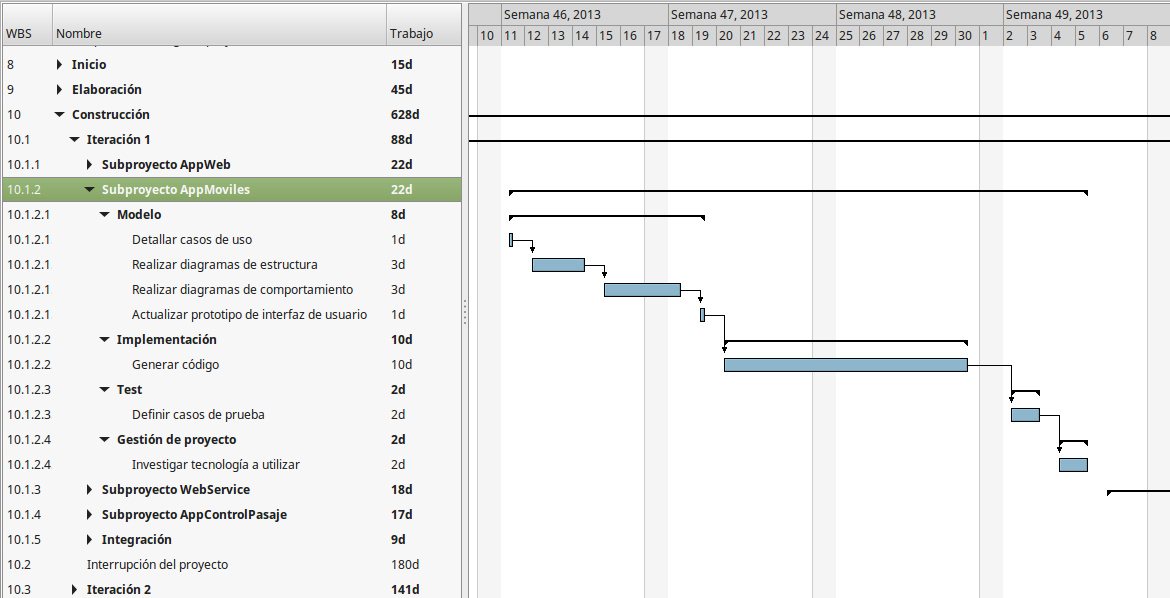 WBS Nombre Trabajo Semana 46, 2013 Semana 47, 2013 Semana 48, 2013 Semana 49, 2013
10 11 12 13 14 15 16 17 18 19 20 21 22 23 24 25 26 27 28 29 30 1 2 3 4 5 6 7 8
8 Inicio 15d
9 Elaboración 45d
10 Construcción 628d
10.1 Iteración 1 88d
10.1.1 Subproyecto AppWeb 22d
10.1.2 Subproyecto AppMoviles 22d
10.1.2.1 Modelo 8d
10.1.2.1 Detallar casos de uso 1d
10.1.2.1 Realizar diagramas de estructura 3d
10.1.2.1 Realizar diagramas de comportamiento 3d
10.1.2.1 Actualizar prototipo de interfaz de usuario 1d
10.1.2.2 Implementación 10d
10.1.2.2 Generar código 10d
10.1.2.3 Test 2d
10.1.2.3 Definir casos de prueba 2d
10.1.2.4 Gestión de proyecto 2d
10.1.2.4 Investigar tecnología a utilizar 2d
10.1.3 Subproyecto WebService 18d
10.1.4 Subproyecto AppControlPasaje 17d
10.1.5 Integración 9d
10.2 Interrupción del proyecto 180d
10.3 Iteración 2 141d